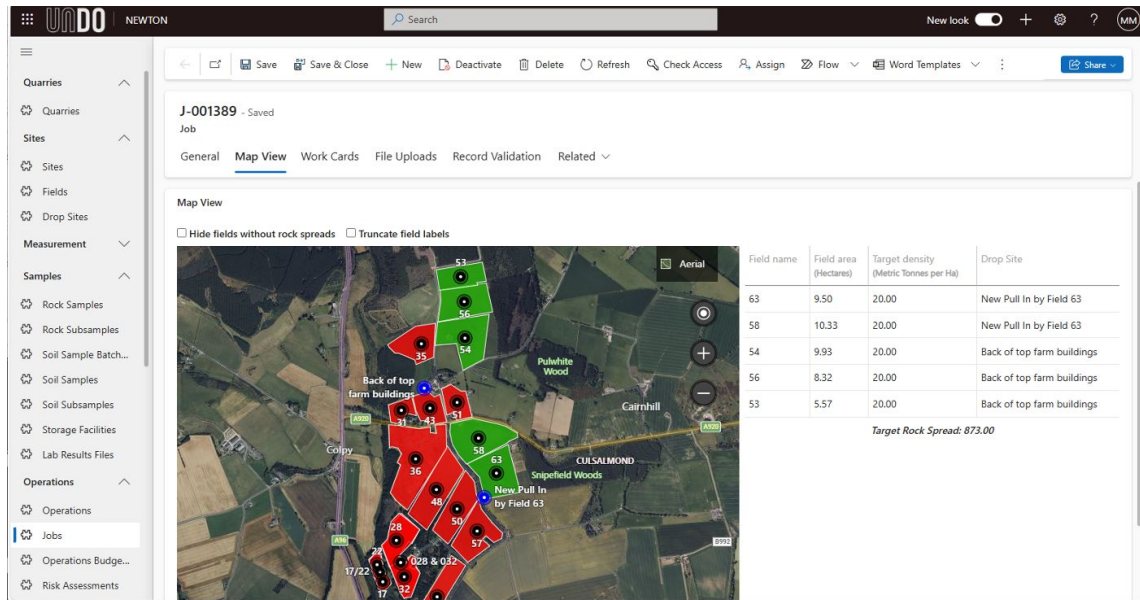 UNDO NEWTON
Search
New look
MM
Save
Save & Close
New
Deactivate
Delete
Refresh
Check Access
Assign
Flow
Word Templates
Share
Quarries
Quarries
Sites
Sites
Fields
Drop Sites
Measurement
Samples
Rock Samples
Rock Subsamples
Soil Sample Batch...
Soil Samples
Soil Subsamples
Storage Facilities
Lab Results Files
Operations
Operations
Jobs
Operations Budge...
Risk Assessments
J-001389 - Saved
Job
General Map View Work Cards File Uploads Record Validation Related
Map View
Hide fields without rock spreads Truncate field labels
Aerial
53
56
54
35
Pulwhite
Wood
Back of top
farm buildings
31
43
51
Cairnhill
A920
A920
Colpy
58
63
36
CULSALMOND
Snipefield Woods
New Pull In
by Field 63
48
50
57
28
A96
B992
22
028 & 032
17/22
17
32
Field name Field area (Hectares) Target density (Metric Tonnes per Ha) Drop Site
63 9.50 20.00 New Pull In by Field 63
58 10.33 20.00 New Pull In by Field 63
54 9.93 20.00 Back of top farm buildings
56 8.32 20.00 Back of top farm buildings
53 5.57 20.00 Back of top farm buildings
Target Rock Spread: 873.00